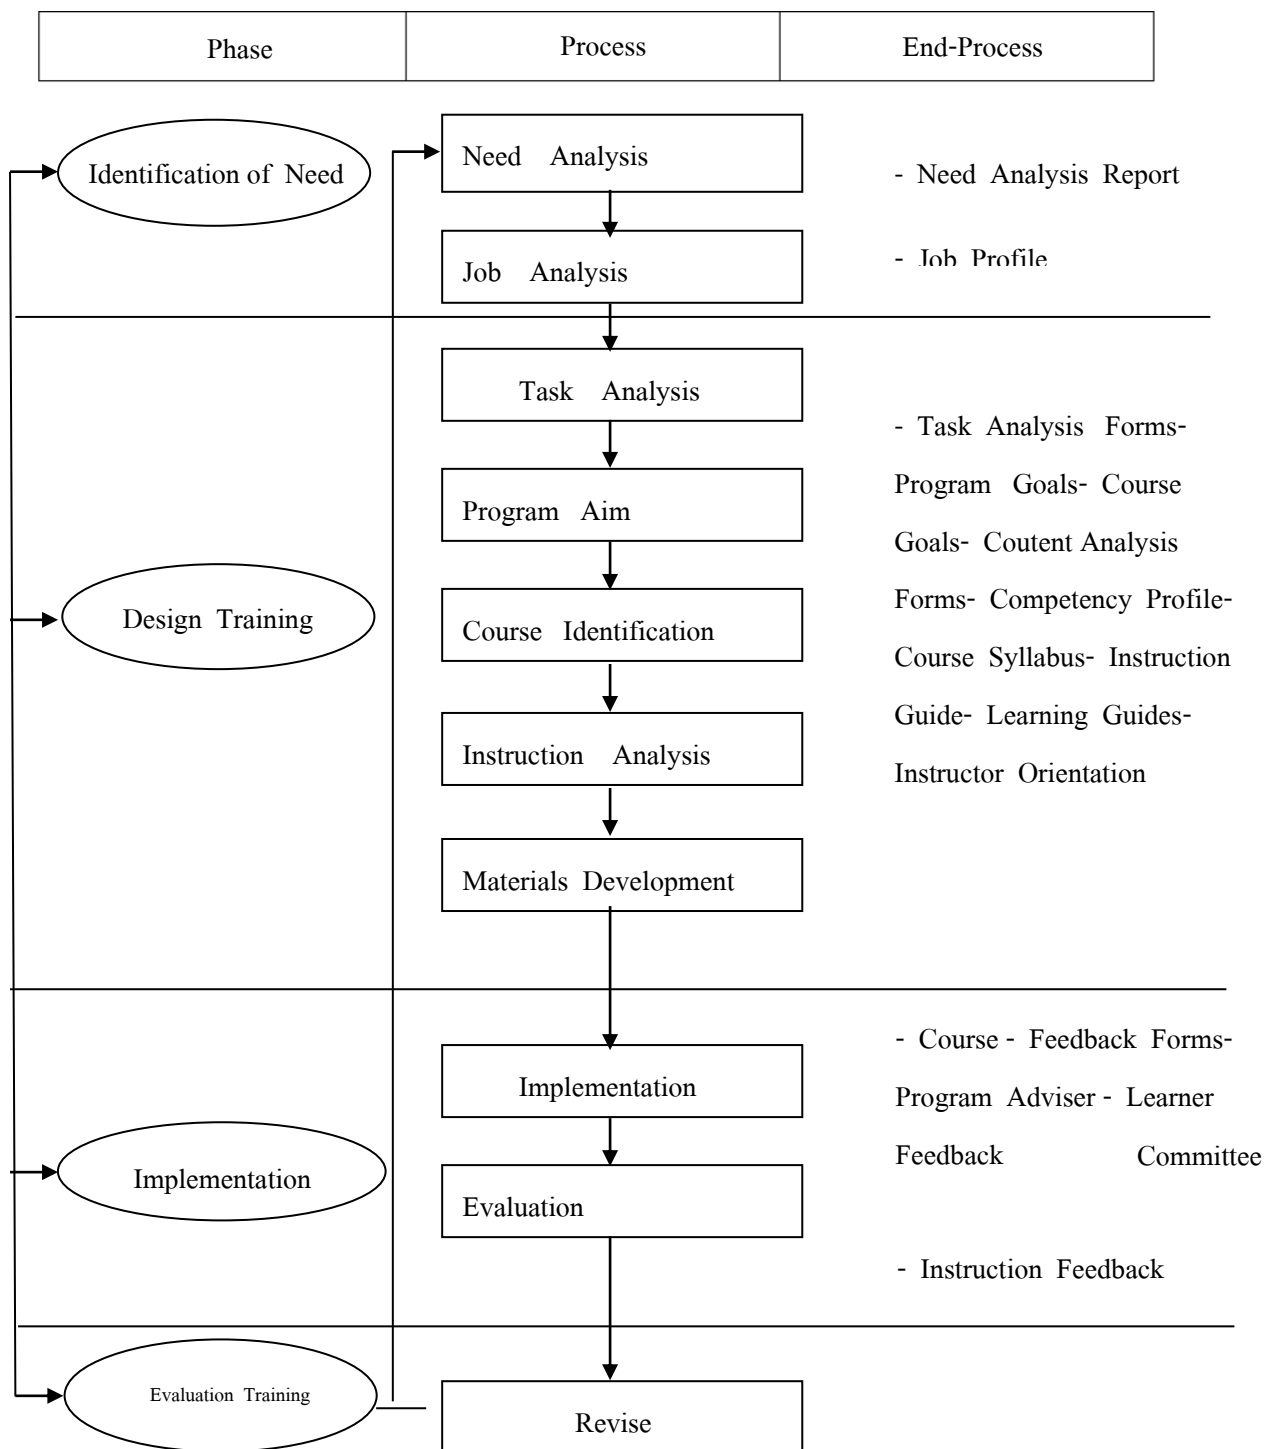 Phase Process End-Process
Identification of Need
Need Analysis
- Need Analysis Report
Job Analysis
- Job Profile
Design Training
Task Analysis
Program Aim
Course Identification
Instruction Analysis
Materials Development
- Task Analysis Forms-
Program Goals- Course
Goals- Coutent Analysis
Forms- Competency Profile-
Course Syllabus- Instruction
Guide- Learning Guides-
Instructor Orientation
Implementation
Implementation
Evaluation
- Course - Feedback Forms-
Program Adviser - Learner
Feedback Committee
- Instruction Feedback
Evaluation Training
Revise